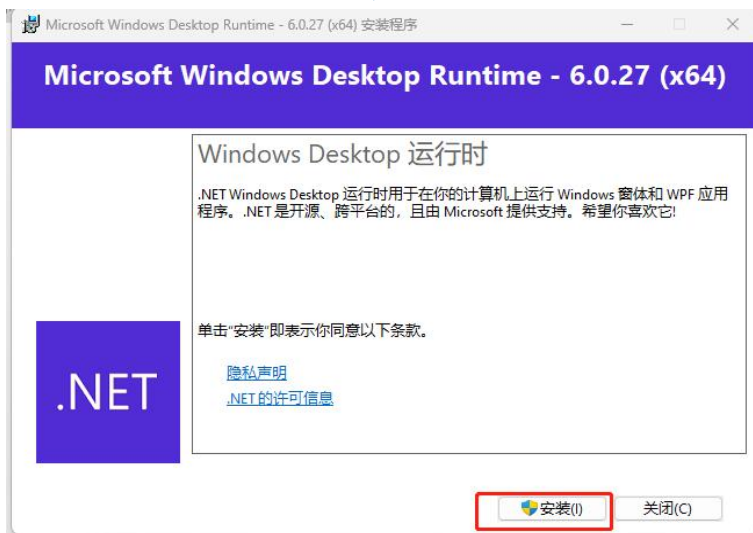 Microsoft Windows Desktop Runtime - 6.0.27 (x64) 安装程序
Microsoft Windows Desktop Runtime - 6.0.27 (x64)
Windows Desktop 运行时
.NET Windows Desktop 运行时用于在你的计算机上运行 Windows 窗体和 WPF 应用
程序。.NET 是开源、跨平台的，且由 Microsoft 提供支持。希望你喜欢它!
单击“安装”即表示你同意以下条款。
隐私声明
.NET 的许可信息
.NET
安装(I)
关闭(C)